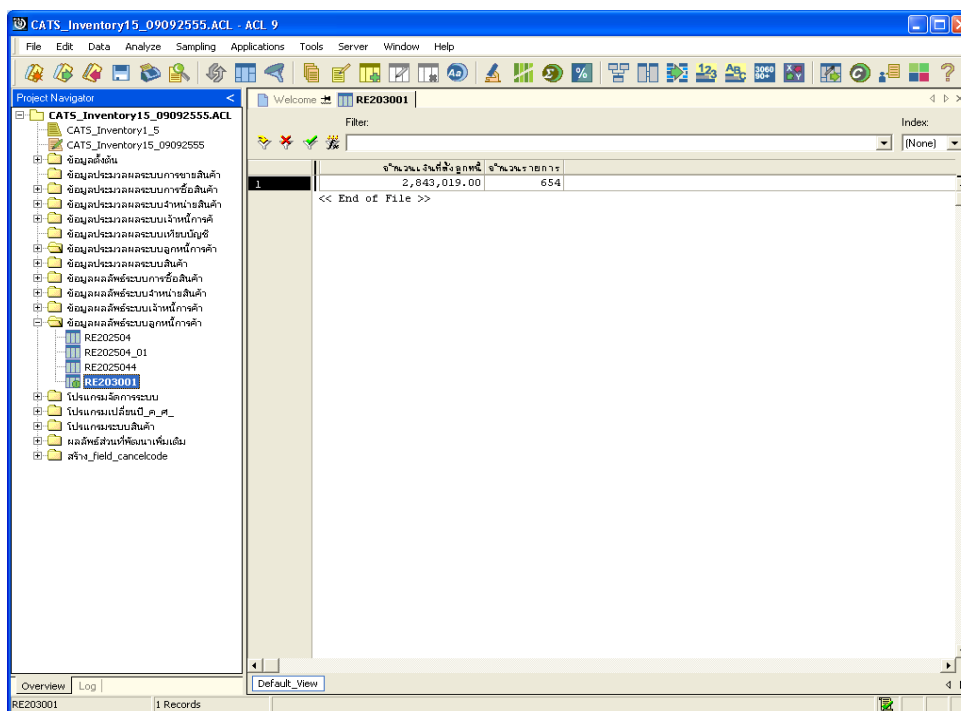 CATS_Inventory15_09092555.ACL - ACL 9
File Edit Data Analyze Sampling Applications Tools Server Window Help
Project Navigator <
Welcome RE203001
CATS_Inventory15_09092555.ACL
CATS_Inventory1_5
CATS_Inventory15_09092555
ข้อมูลตั้งต้น
ข้อมูลประมวลผลระบบการขายสินค้า
ข้อมูลประมวลผลระบบการซื้อสินค้า
ข้อมูลประมวลผลระบบจำหน่ายสินค้า
ข้อมูลประมวลผลระบบเจ้าหนี้การค้
ข้อมูลประมวลผลระบบเทียบบัญชี
ข้อมูลประมวลผลระบบลูกหนี้การค้า
ข้อมูลประมวลผลระบบสินค้า
ข้อมูลผลลัพธ์ระบบการซื้อสินค้า
ข้อมูลผลลัพธ์ระบบจำหน่ายสินค้า
ข้อมูลผลลัพธ์ระบบเจ้าหนี้การค้า
ข้อมูลผลลัพธ์ระบบลูกหนี้การค้า
RE202504
RE202504_01
RE2025044
RE203001
โปรแกรมจัดการระบบ
โปรแกรมเปลี่ยนปี_ค_ศ_
โปรแกรมระบบสินค้า
ผลลัพธ์ส่วนที่พัฒนาเพิ่มเติม
สร้าง_field_cancelcode
Filter: Index:
(None)
จำนวนเงินที่ตั้งลูกหนี้ จำนวนรายการ
1 2,843,019.00 654
<< End of File >>
Overview Log
Default_View
RE203001 1 Records